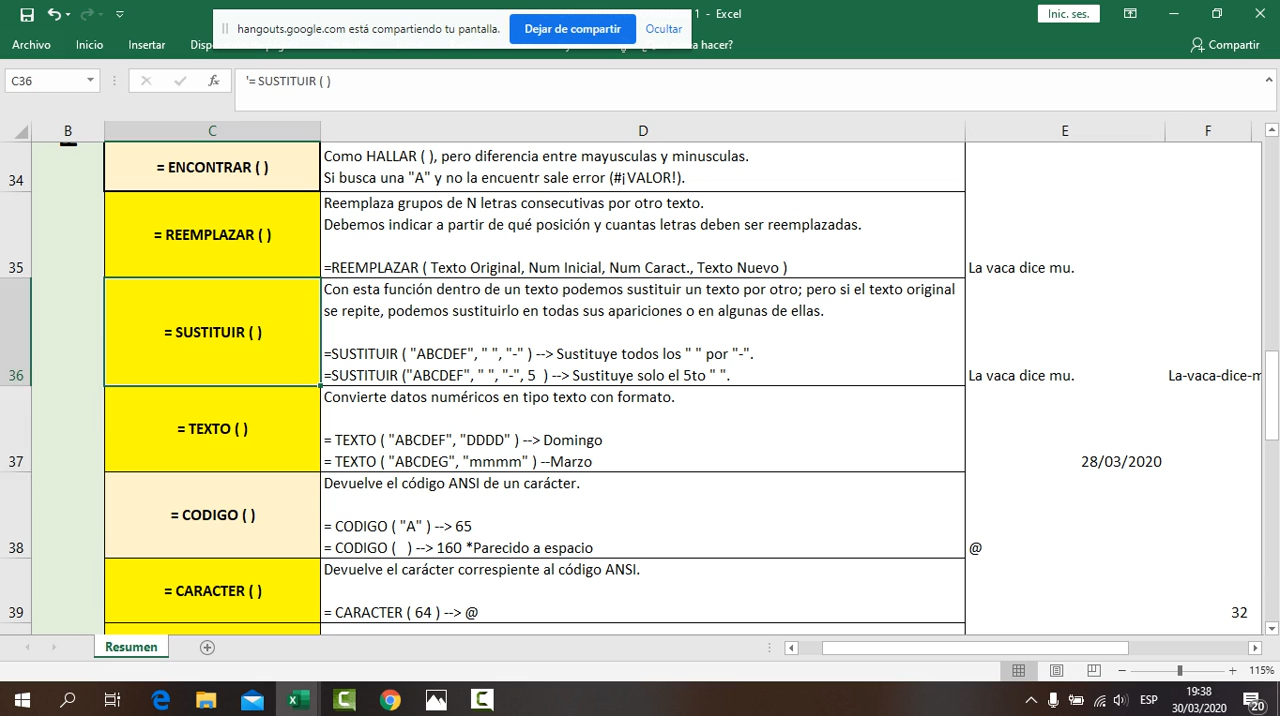 1 - Excel
Inic. ses.
hangouts.google.com está compartiendo tu pantalla.
Dejar de compartir
Ocultar
Archivo
Inicio
Insertar
hacer?
Compartir
C36
fx
'= SUSTITUIR ( )
B
C
D
E
F
34
= ENCONTRAR ( )
Como HALLAR ( ), pero diferencia entre mayusculas y minusculas.
Si busca una "A" y no la encuentr sale error (#¡VALOR!).
35
= REEMPLAZAR ( )
Reemplaza grupos de N letras consecutivas por otro texto.
Debemos indicar a partir de qué posición y cuantas letras deben ser reemplazadas.
=REEMPLAZAR ( Texto Original, Num Inicial, Num Caract., Texto Nuevo )
La vaca dice mu.
36
= SUSTITUIR ( )
Con esta función dentro de un texto podemos sustituir un texto por otro; pero si el texto original
se repite, podemos sustituirlo en todas sus apariciones o en algunas de ellas.
=SUSTITUIR ( "ABCDEF", " ", "-" ) --> Sustituye todos los " " por "-".
=SUSTITUIR ("ABCDEF", " ", "-", 5 ) --> Sustituye solo el 5to " ".
La vaca dice mu.
La-vaca-dice-m
37
= TEXTO ( )
Convierte datos numéricos en tipo texto con formato.
= TEXTO ( "ABCDEF", "DDDD" ) --> Domingo
= TEXTO ( "ABCDEG", "mmmm" ) --Marzo
28/03/2020
38
= CODIGO ( )
Devuelve el código ANSI de un carácter.
= CODIGO ( "A" ) --> 65
= CODIGO (   ) --> 160 *Parecido a espacio
@
39
= CARACTER ( )
Devuelve el carácter correspiente al código ANSI.
= CARACTER ( 64 ) --> @
32
Resumen
115%
ESP
19:38
30/03/2020
20